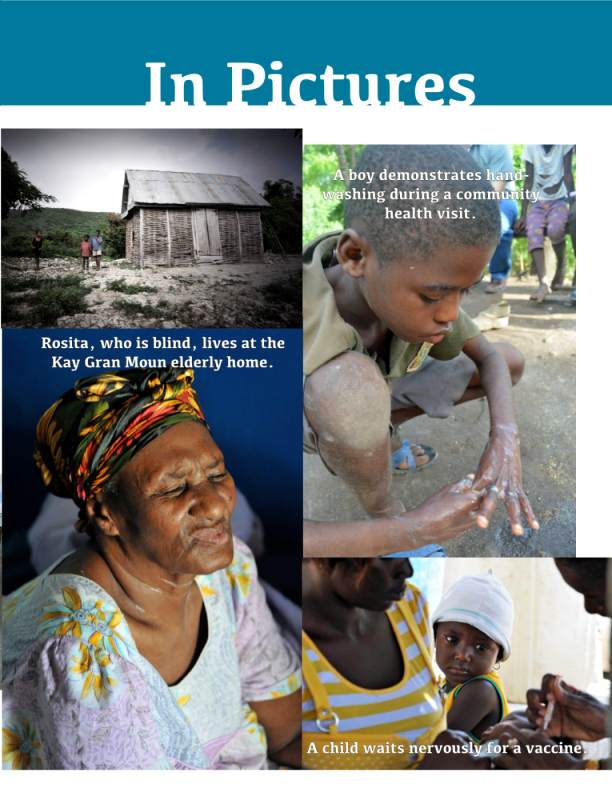 In Pictures
A boy demonstrates hand-
washing during a community
health visit.
Rosita, who is blind, lives at the
Kay Gran Moun elderly home.
A child waits nervously for a vaccine.